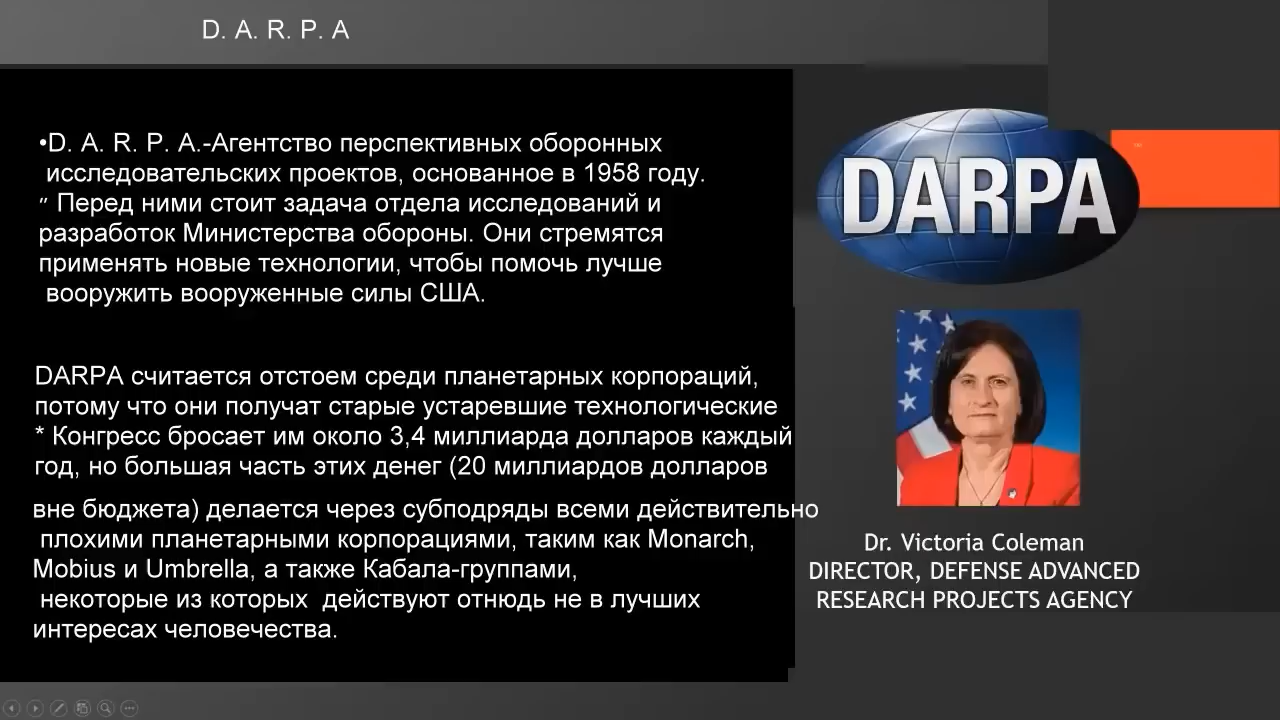 D. A. R. P. A
•D. A. R. P. A.-Агентство перспективных оборонных
исследовательских проектов, основанное в 1958 году.
" Перед ними стоит задача отдела исследований и
разработок Министерства обороны. Они стремятся
применять новые технологии, чтобы помочь лучше
вооружить вооруженные силы США.
DARPA считается отстоем среди планетарных корпораций,
потому что они получат старые устаревшие технологические
* Конгресс бросает им около 3,4 миллиарда долларов каждый
год, но большая часть этих денег (20 миллиардов долларов
вне бюджета) делается через субподряды всеми действительно
плохими планетарными корпорациями, таким как Monarch,
Mobius и Umbrella, а также Кабала-группами,
некоторые из которых действуют отнюдь не в лучших
интересах человечества.
DARPA
Dr. Victoria Coleman
DIRECTOR, DEFENSE ADVANCED
RESEARCH PROJECTS AGENCY